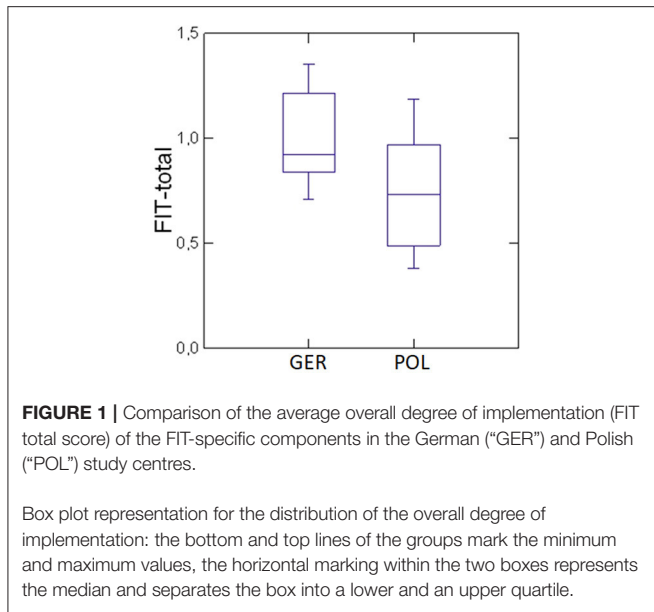 1,5
1,0
0,5
0,0
FIT-total
GER POL
FIGURE 1 | Comparison of the average overall degree of implementation (FIT
total score) of the FIT-specific components in the German (“GER”) and Polish
(“POL”) study centres.
Box plot representation for the distribution of the overall degree of
implementation: the bottom and top lines of the groups mark the minimum
and maximum values, the horizontal marking within the two boxes represents
the median and separates the box into a lower and an upper quartile.